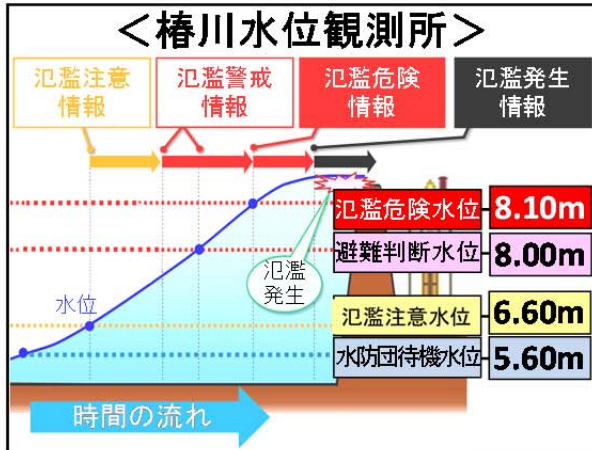 ＜椿川水位観測所＞
氾濫注意
情報
氾濫警戒
情報
氾濫危険
情報
氾濫発生
情報
氾濫危険水位
8.10m
避難判断水位
8.00m
氾濫
発生
水位
氾濫注意水位
6.60m
水防団待機水位
5.60m
時間の流れ